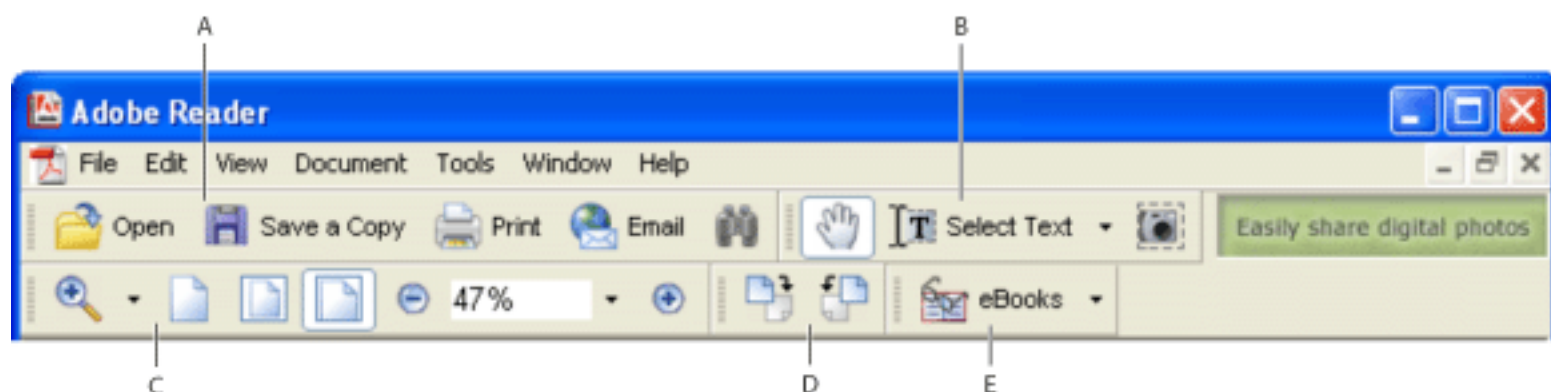 A B
Adobe Reader
File Edit View Document Tools Window Help
Open Save a Copy Print Email T Select Text Easily share digital photos
47% eBooks
C D E